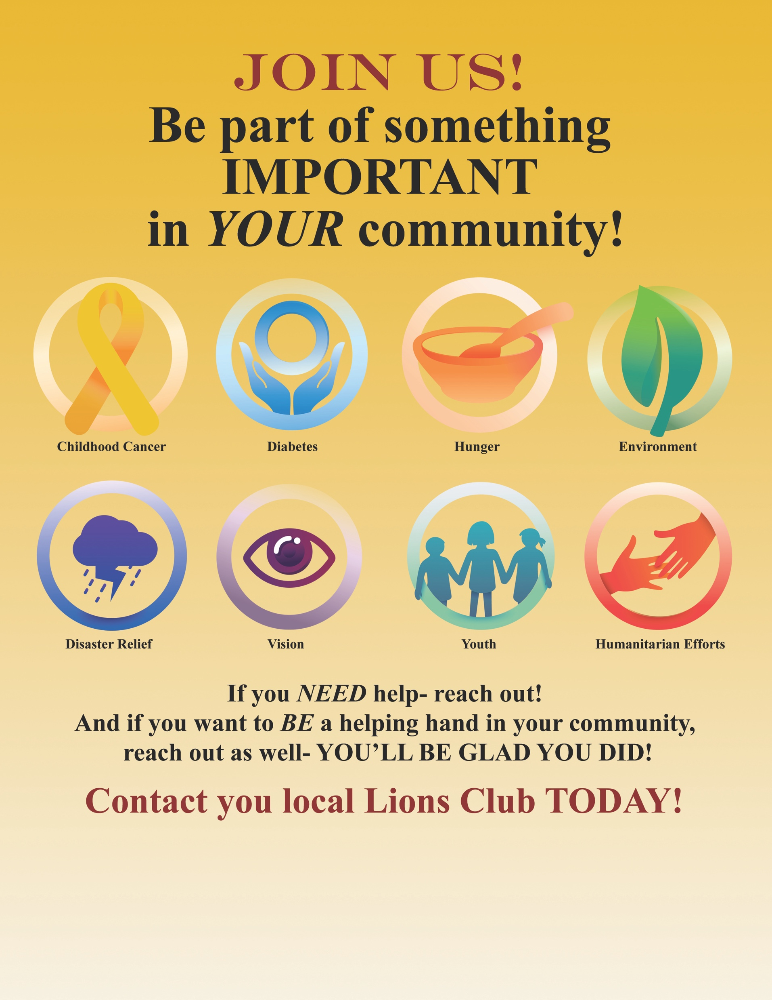 JOIN US!
Be part of something
IMPORTANT
in YOUR community!
Childhood Cancer
Diabetes
Hunger
Environment
Disaster Relief
Vision
Youth
Humanitarian Efforts
If you NEED help- reach out!
And if you want to BE a helping hand in your community,
reach out as well- YOU’LL BE GLAD YOU DID!
Contact you local Lions Club TODAY!